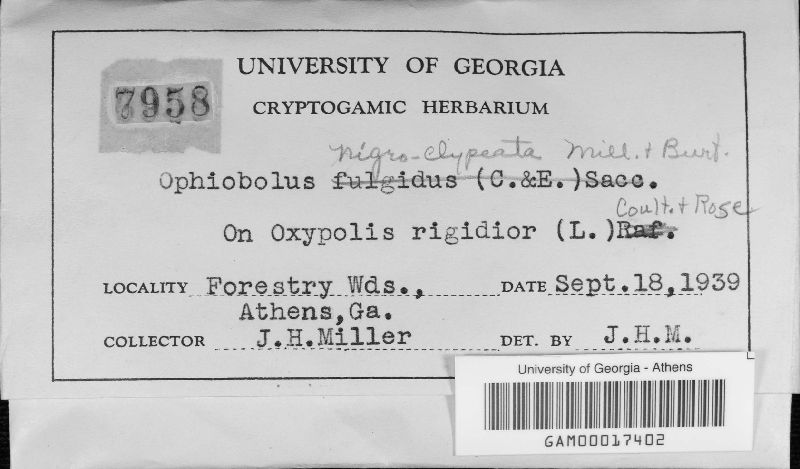 UNIVERSITY OF GEORGIA
7958
CRYPTOGAMIC HERBARIUM
nigro-clypeata Mill. + Burt.
Ophiobolus fulgidus (C.&E.)Sacc.
Coult. + Rose
On Oxypolis rigidior (L.)Raf.
LOCALITY Forestry Wds., DATE Sept.18,1939
Athens,Ga.
COLLECTOR J.H.Miller DET. BY J.H.M.
University of Georgia - Athens
GAM00017402